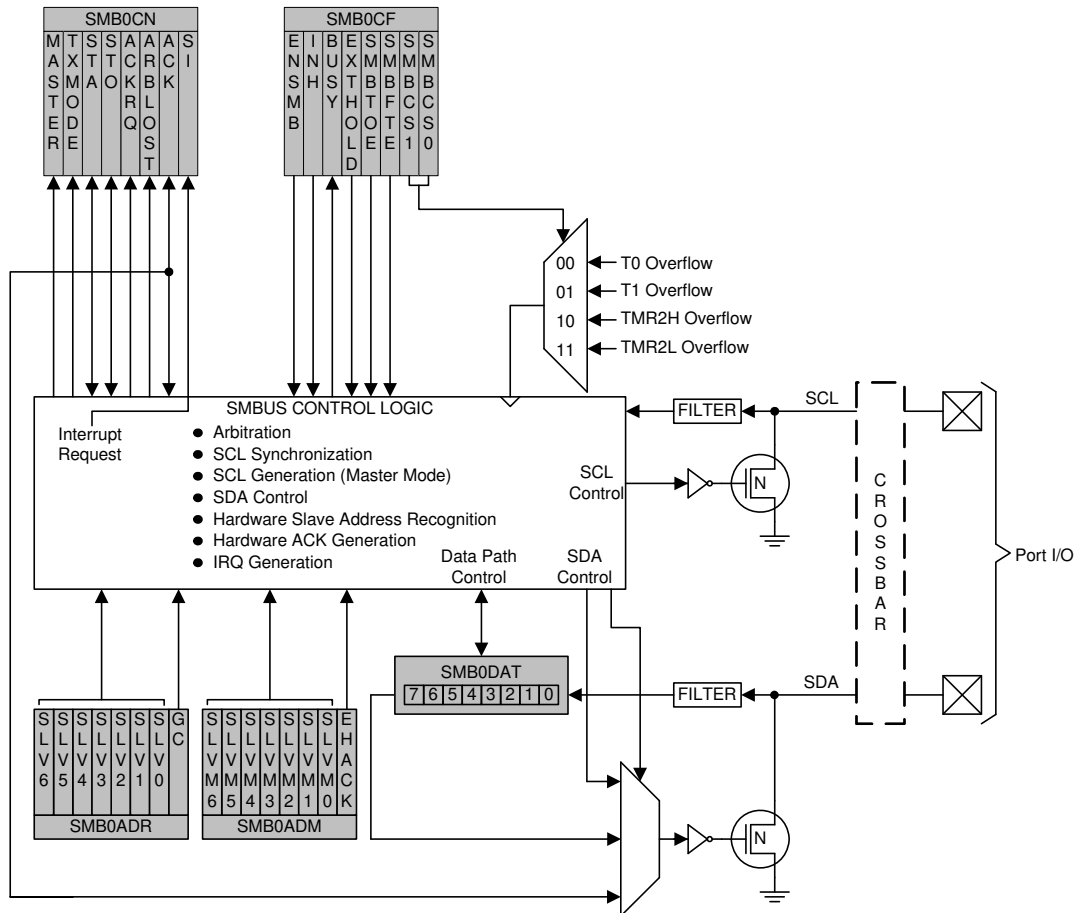 SMB0CN
MASTER
TXMODE
STA
STO
ACKRQ
ARBLOST
ACK
SI
SMB0CF
ENSMB
INH
BUSY
EXTHOLD
SMBTOE
SMBFTE
SMBCS1
SMBCS0
00
T0 Overflow
01
T1 Overflow
10
TMR2H Overflow
11
TMR2L Overflow
SMBUS CONTROL LOGIC
Interrupt
Request
● Arbitration
● SCL Synchronization
● SCL Generation (Master Mode)
● SDA Control
● Hardware Slave Address Recognition
● Hardware ACK Generation
● IRQ Generation
Data Path
Control
SCL
Control
SDA
Control
FILTER
SCL
N
CROSSBAR
Port I/O
SMB0DAT
7 6 5 4 3 2 1 0
FILTER
SDA
N
SLV6
SLV5
SLV4
SLV3
SLV2
SLV1
SLV0
GC
SMB0ADR
SLVM6
SLVM5
SLVM4
SLVM3
SLVM2
SLVM1
SLVM0
EHACK
SMB0ADM